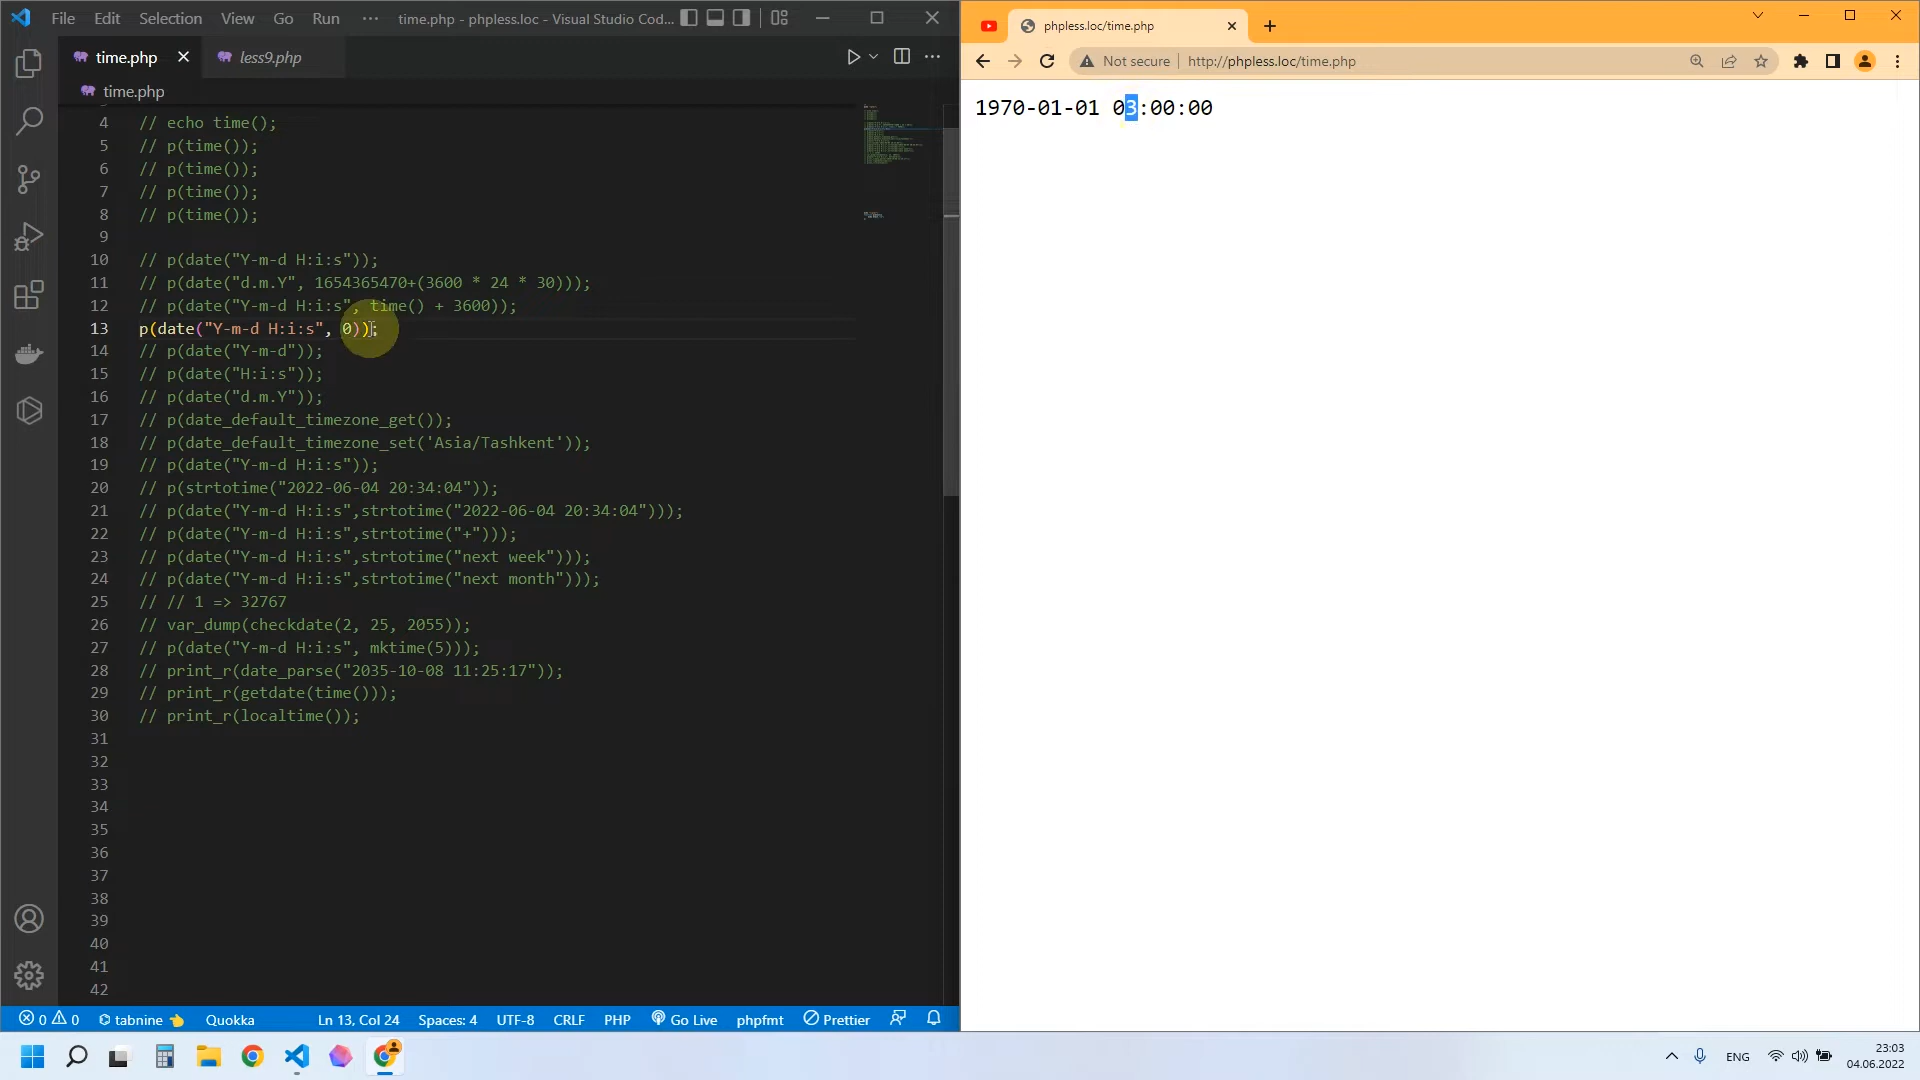 File Edit Selection View Go Run ··· time.php - phpless.loc - Visual Studio Cod...
time.php less9.php
time.php
4 // echo time();
5 // p(time());
6 // p(time());
7 // p(time());
8 // p(time());
9
10 // p(date("Y-m-d H:i:s"));
11 // p(date("d.m.Y", 1654365470+(3600 * 24 * 30)));
12 // p(date("Y-m-d H:i:s", time() + 3600));
13 p(date("Y-m-d H:i:s", 0));
14 // p(date("Y-m-d"));
15 // p(date("H:i:s"));
16 // p(date("d.m.Y"));
17 // p(date_default_timezone_get());
18 // p(date_default_timezone_set('Asia/Tashkent'));
19 // p(date("Y-m-d H:i:s"));
20 // p(strtotime("2022-06-04 20:34:04"));
21 // p(date("Y-m-d H:i:s",strtotime("2022-06-04 20:34:04")));
22 // p(date("Y-m-d H:i:s",strtotime("+")));
23 // p(date("Y-m-d H:i:s",strtotime("next week")));
24 // p(date("Y-m-d H:i:s",strtotime("next month")));
25 // // 1 => 32767
26 // var_dump(checkdate(2, 25, 2055));
27 // p(date("Y-m-d H:i:s", mktime(5)));
28 // print_r(date_parse("2035-10-08 11:25:17"));
29 // print_r(getdate(time()));
30 // print_r(localtime());
31
32
33
34
35
36
37
38
39
40
41
42
0 0 tabnine Quokka Ln 13, Col 24 Spaces: 4 UTF-8 CRLF PHP Go Live phpfmt Prettier
phpless.loc/time.php
Not secure http://phpless.loc/time.php
1970-01-01 03:00:00
ENG 23:03
04.06.2022